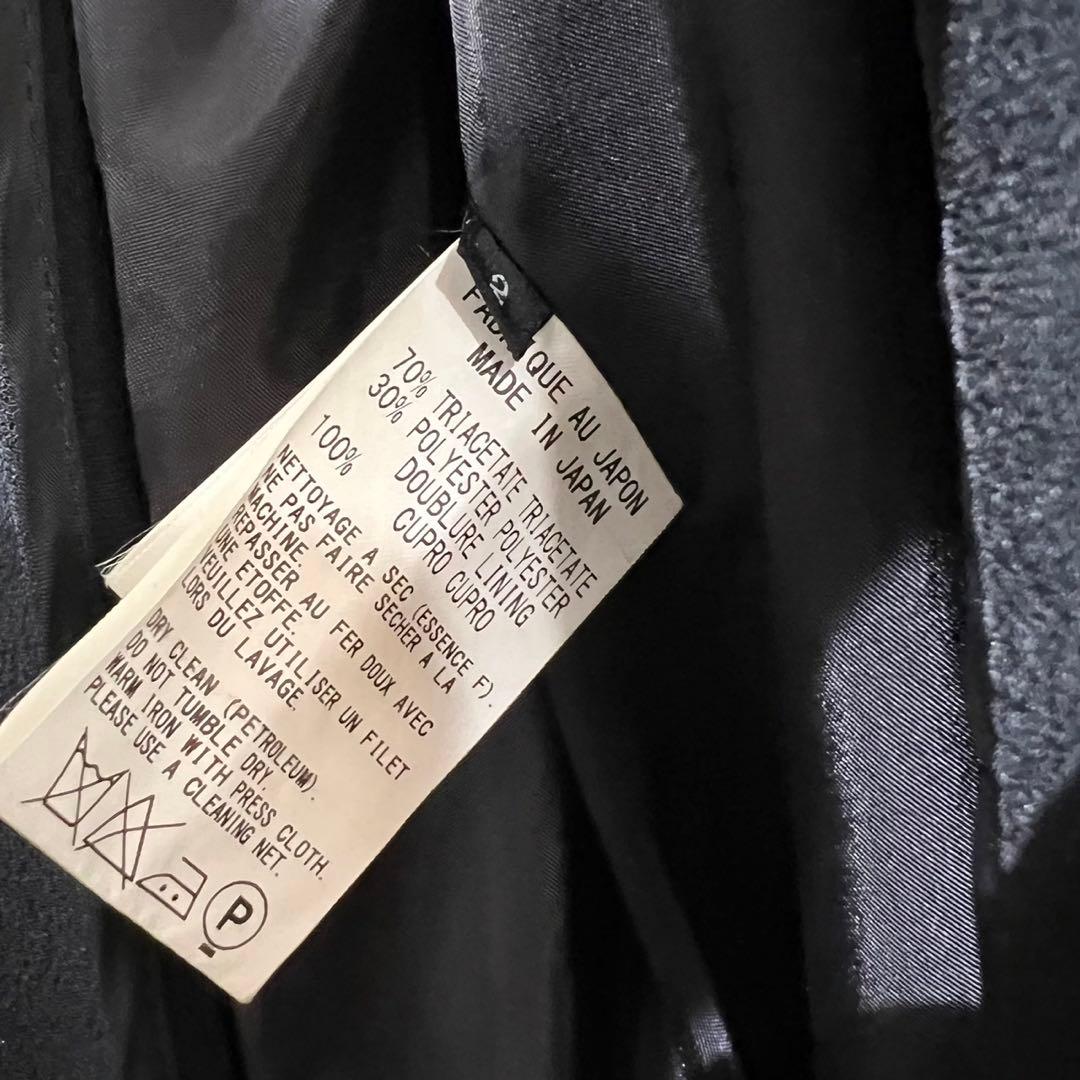 2
QUE AU JAPON
MADE IN JAPAN
70% TRIACETATE TRIACETATE
30% POLYESTER POLYESTER
DOUBLURE LINING
100% CUPRO CUPRO
NETTOYAGE A SEC (ESSENCE F).
NE PAS FAIRE SECHER A LA
MACHINE.
REPASSER AU FER DOUX AVEC
UNE ETOFFE.
VEUILLEZ UTILISER UN FILET
LORS DU LAVAGE
DRY CLEAN (PETROLEUM).
DO NOT TUMBLE DRY.
WARM IRON WITH PRESS CLOTH.
PLEASE USE A CLEANING NET.
P